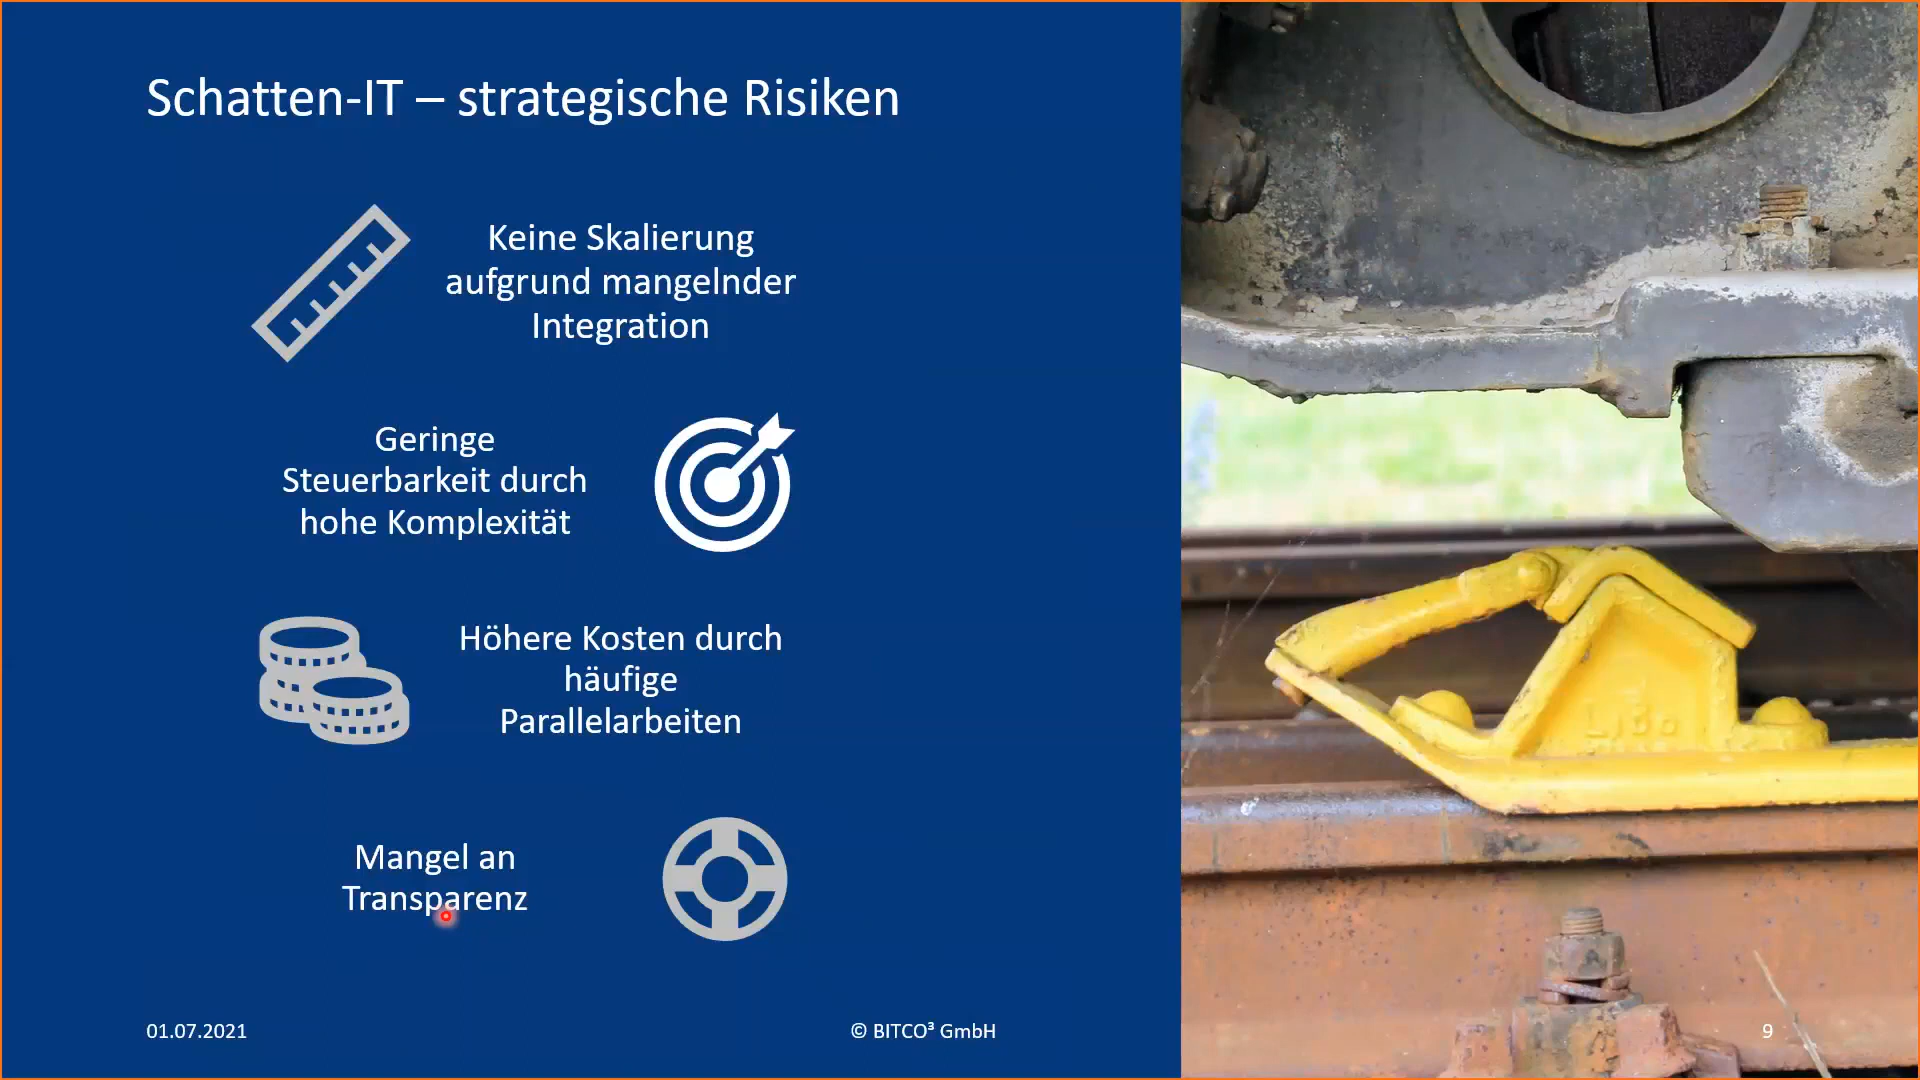 Schatten-IT – strategische Risiken
Keine Skalierung
aufgrund mangelnder
Integration
Geringe
Steuerbarkeit durch
hohe Komplexität
Höhere Kosten durch
häufige
Parallelarbeiten
Mangel an
Transparenz
01.07.2021
© BITCO³ GmbH
9